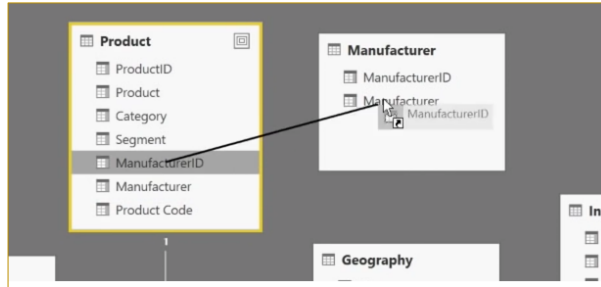 Product
ProductID
Product
Category
Segment
ManufacturerID
Manufacturer
Product Code
1
Manufacturer
ManufacturerID
Manufacturer
ManufacturerID
Geography
In